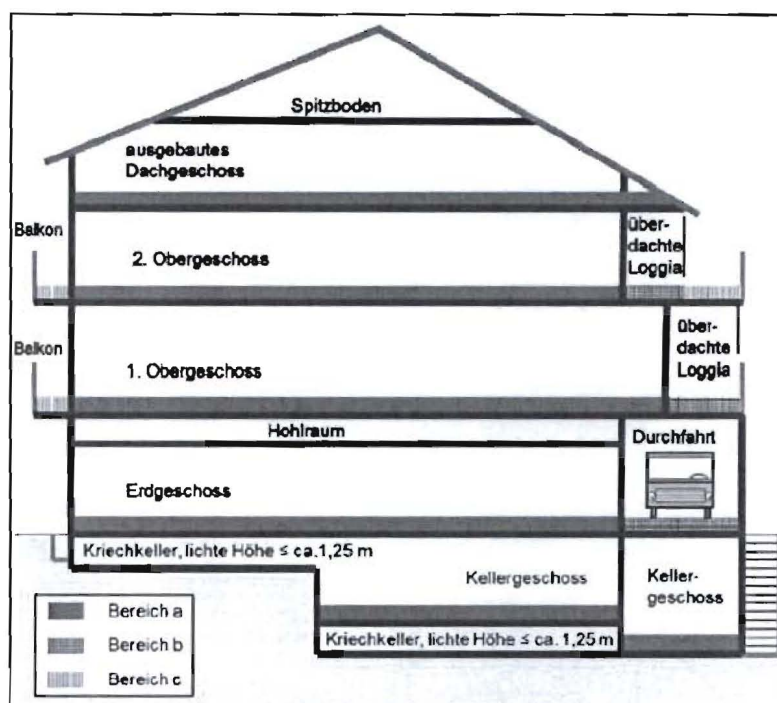 Spitzboden
ausgebautes
Dachgeschoss
Balkon
2. Obergeschoss
über-
dachte
Loggia
Balkon
1. Obergeschoss
über-
dachte
Loggia
Hohlraum
Durchfahrt
Erdgeschoss
Kriechkeller, lichte Höhe ≤ ca.1,25 m
Kellergeschoss
Keller-
geschoss
Kriechkeller, lichte Höhe ≤ ca. 1,25 m
Bereich a
Bereich b
Bereich c